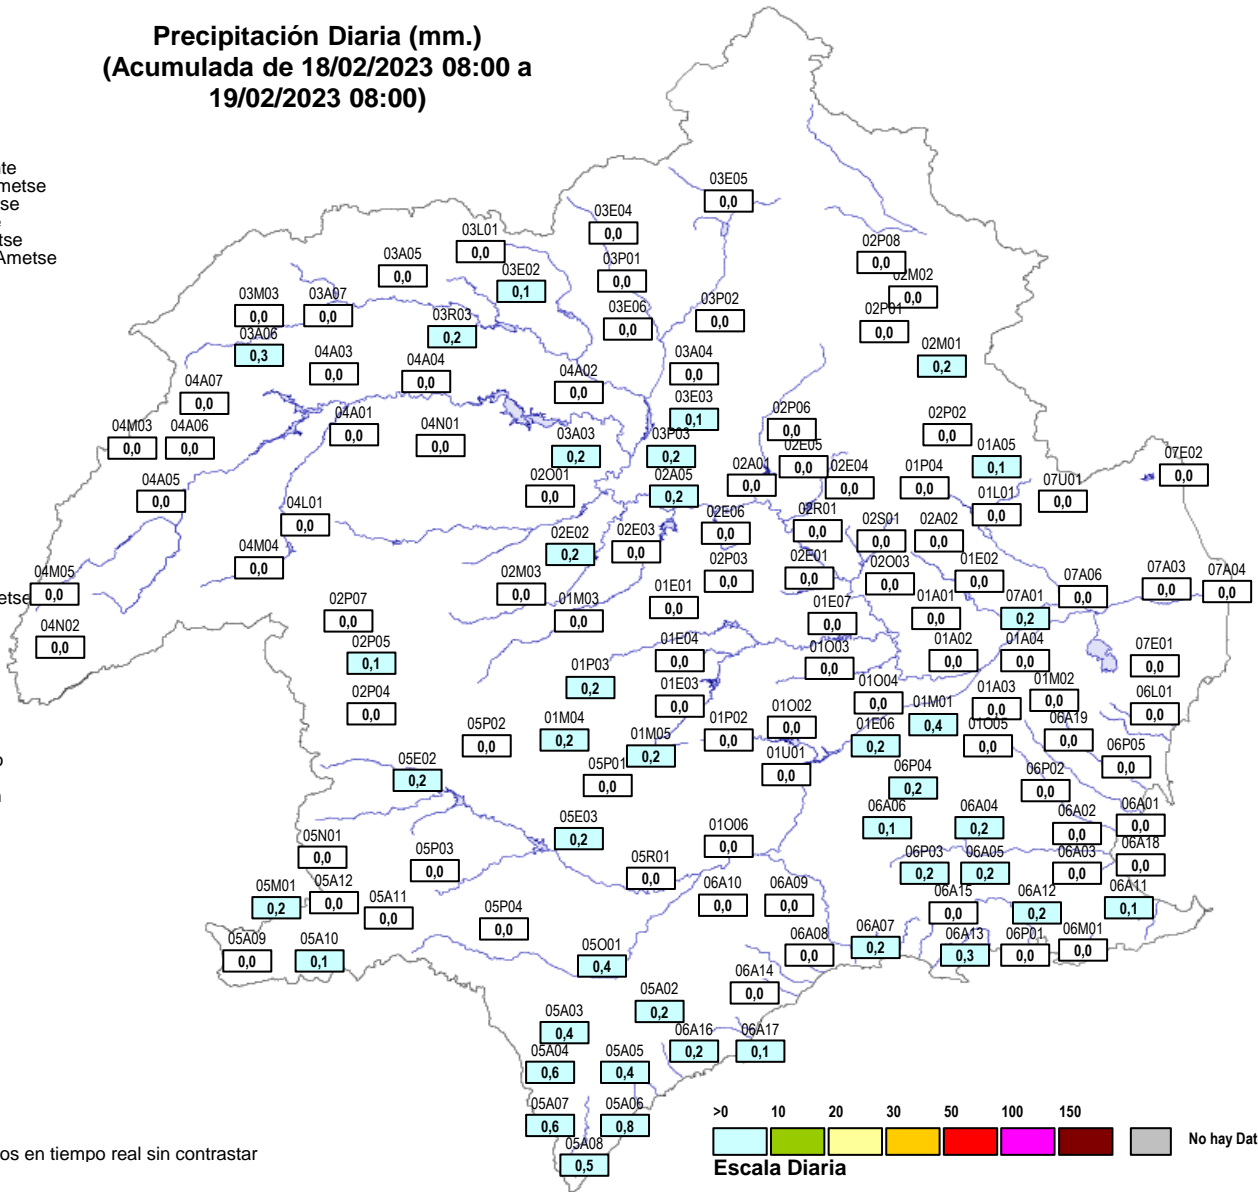 Precipitación Diaria (mm.)
(Acumulada de 18/02/2023 08:00 a
19/02/2023 08:00)
03E05
0,0
03E04
0,0
03L01
0,0
03A05
0,0
03P01
0,0
03E02
0,1
02P08
0,0
02M02
0,0
03M03
0,0
03A07
0,0
03R03
0,2
03E06
0,0
03P02
0,0
02P01
0,0
03A06
0,3
04A03
0,0
04A04
0,0
04A02
0,0
03A04
0,0
02M01
0,2
04A07
0,0
03E03
0,1
04M03
0,0
04A06
0,0
04A01
0,0
04N01
0,0
03A03
0,2
03P03
0,2
02P06
0,0
02E05
0,0
02P02
0,0
01A05
0,1
07E02
0,0
04A05
0,0
02O01
0,0
02A05
0,2
02A01
0,0
02E04
0,0
01P04
0,0
01L01
0,0
07U01
0,0
04L01
0,0
02E06
0,0
02R01
0,0
02S01
0,0
02A02
0,0
04M04
0,0
02E02
0,2
02E03
0,0
02P03
0,0
02E01
0,0
02O03
0,0
01E02
0,0
04M05
0,0
02M03
0,0
01M03
0,0
01E01
0,0
01E07
0,0
01A01
0,0
07A01
0,2
07A06
0,0
07A03
0,0
07A04
0,0
04N02
0,0
02P07
0,0
02P05
0,1
01E04
0,0
01O03
0,0
01A02
0,0
01A04
0,0
07E01
0,0
02P04
0,0
01P03
0,2
01E03
0,0
01O04
0,0
01M01
0,4
01A03
0,0
01M02
0,0
06L01
0,0
05P02
0,0
01M04
0,2
01M05
0,2
01P02
0,0
01O02
0,0
01E06
0,2
01O05
0,0
06A19
0,0
06P05
0,0
05E02
0,2
05P01
0,0
01U01
0,0
06P04
0,2
06P02
0,0
05E03
0,2
01O06
0,0
06A06
0,1
06A04
0,2
06A02
0,0
06A01
0,0
05N01
0,0
05P03
0,0
05R01
0,0
06P03
0,2
06A05
0,2
06A03
0,0
06A18
0,0
05M01
0,2
05A12
0,0
05A11
0,0
05P04
0,0
06A10
0,0
06A09
0,0
06A15
0,0
06A12
0,2
06A11
0,1
05A09
0,0
05A10
0,1
05O01
0,4
06A08
0,0
06A07
0,2
06A13
0,3
06P01
0,0
06M01
0,0
05A02
0,2
06A14
0,0
05A03
0,4
06A16
0,2
06A17
0,1
05A04
0,6
05A05
0,4
05A07
0,6
05A06
0,8
05A08
0,5
>0 10 20 30 50 100 150
No hay Dat
Escala Diaria
os en tiempo real sin contrastar